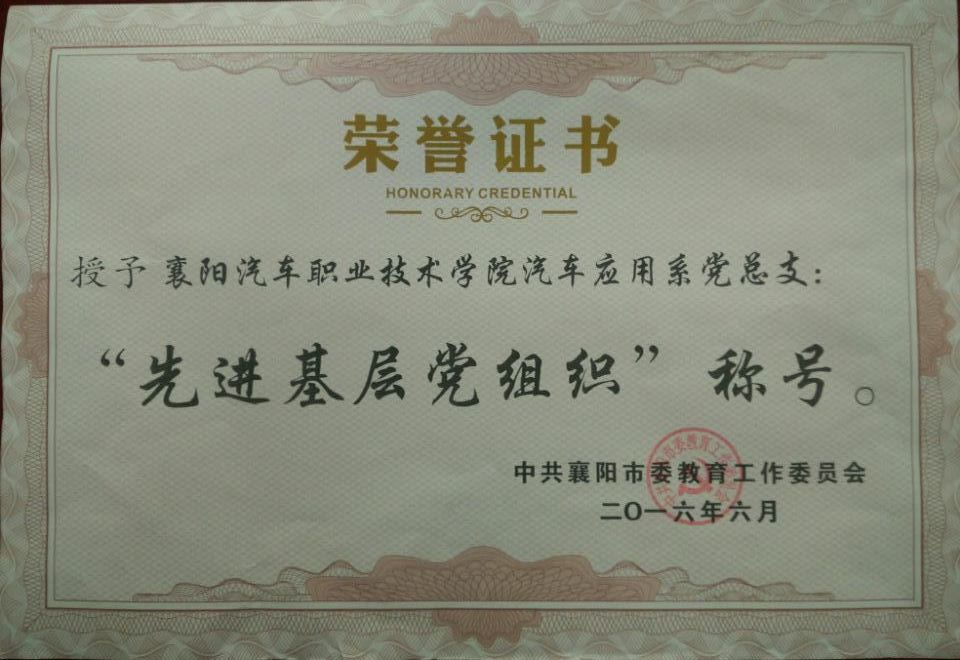 荣誉证书
HONORARY CREDENTIAL
授予 襄阳汽车职业技术学院汽车应用系党总支：
“先进基层党组织”称号。
中共襄阳市委教育工作委员会
二〇一六年六月